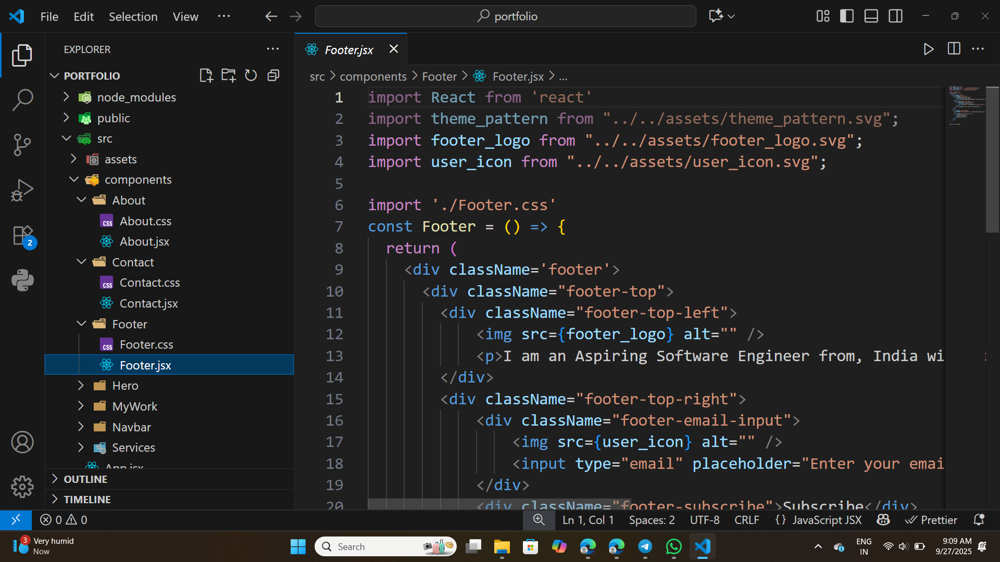 File Edit Selection View ···
portfolio
EXPLORER
PORTFOLIO
node_modules
public
src
assets
components
About
About.css
About.jsx
Contact
Contact.css
Contact.jsx
Footer
Footer.css
Footer.jsx
Hero
MyWork
Navbar
Services
App.jsx
OUTLINE
TIMELINE
2
Footer.jsx
src > components > Footer > Footer.jsx > ...
1 import React from 'react'
2 import theme_pattern from "../../assets/theme_pattern.svg";
3 import footer_logo from "../../assets/footer_logo.svg";
4 import user_icon from "../../assets/user_icon.svg";
5
6 import './Footer.css'
7 const Footer = () => {
8 return (
9 <div className='footer'>
10 <div className="footer-top">
11 <div className="footer-top-left">
12 <img src={footer_logo} alt="" />
13 <p>I am an Aspiring Software Engineer from, India wi
14 </div>
15 <div className="footer-top-right">
16 <div className="footer-email-input">
17 <img src={user_icon} alt="" />
18 <input type="email" placeholder="Enter your emai
19 </div>
20 <div className="footer-subscribe">Subscribe</div>
0 0
Ln 1, Col 1 Spaces: 2 UTF-8 CRLF {} JavaScript JSX Prettier
3 Very humid
Now
Search
ENG
IN
9:09 AM
9/27/2025